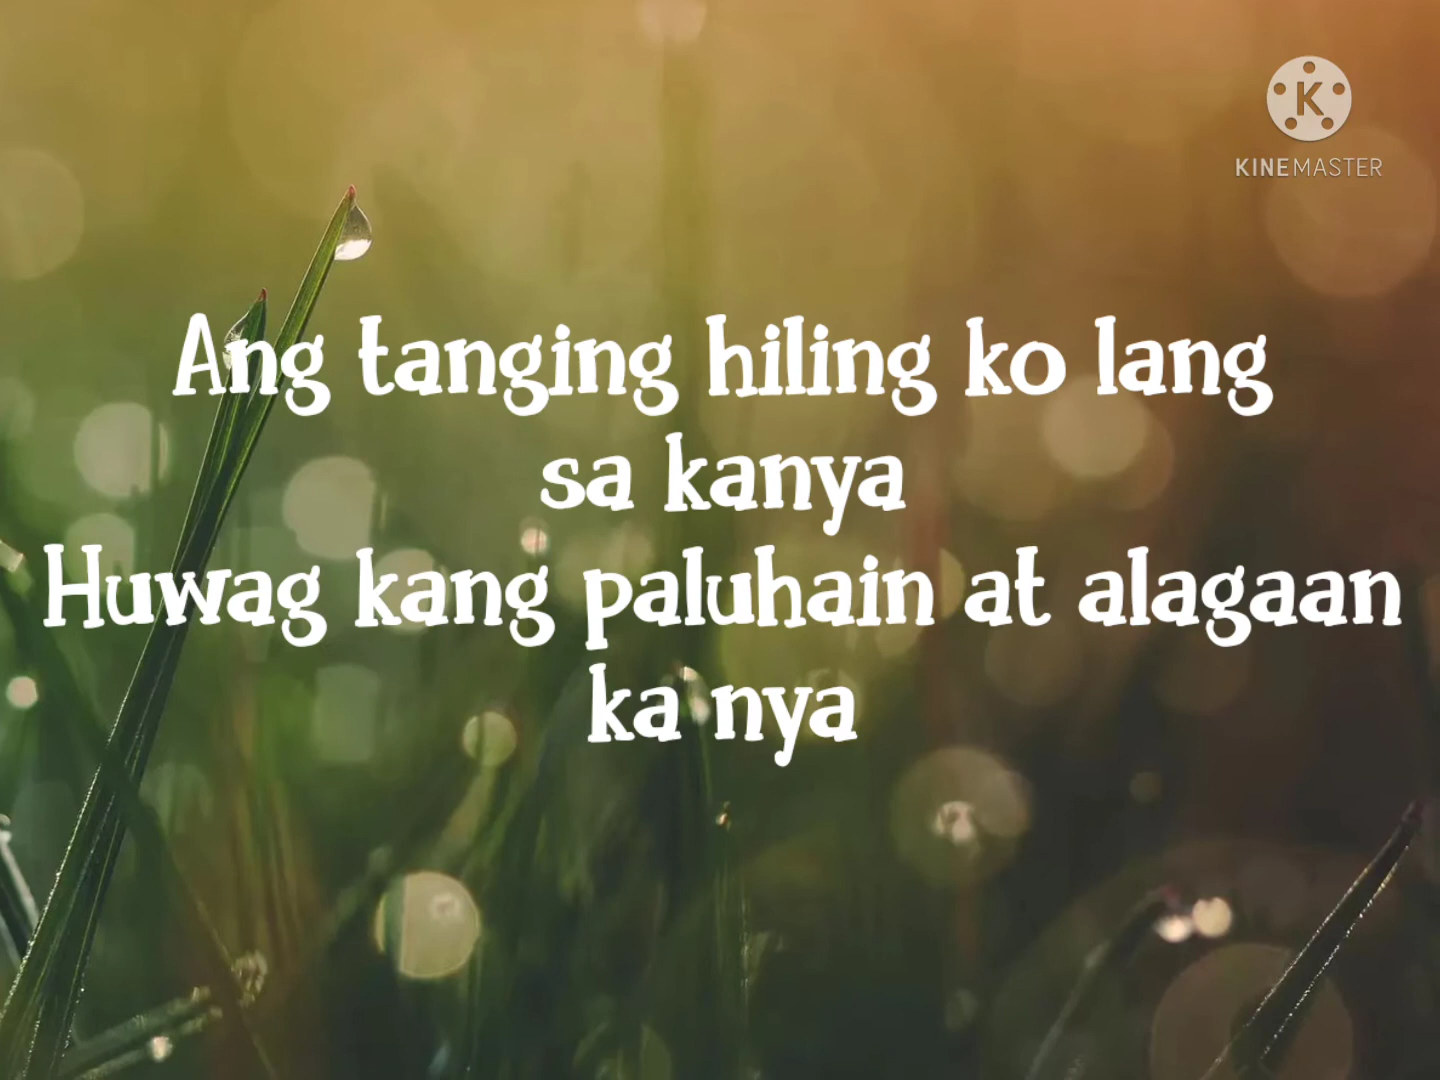 K
KINEMASTER
Ang tanging hiling ko lang
sa kanya
Huwag kang paluhain at alagaan
ka nya